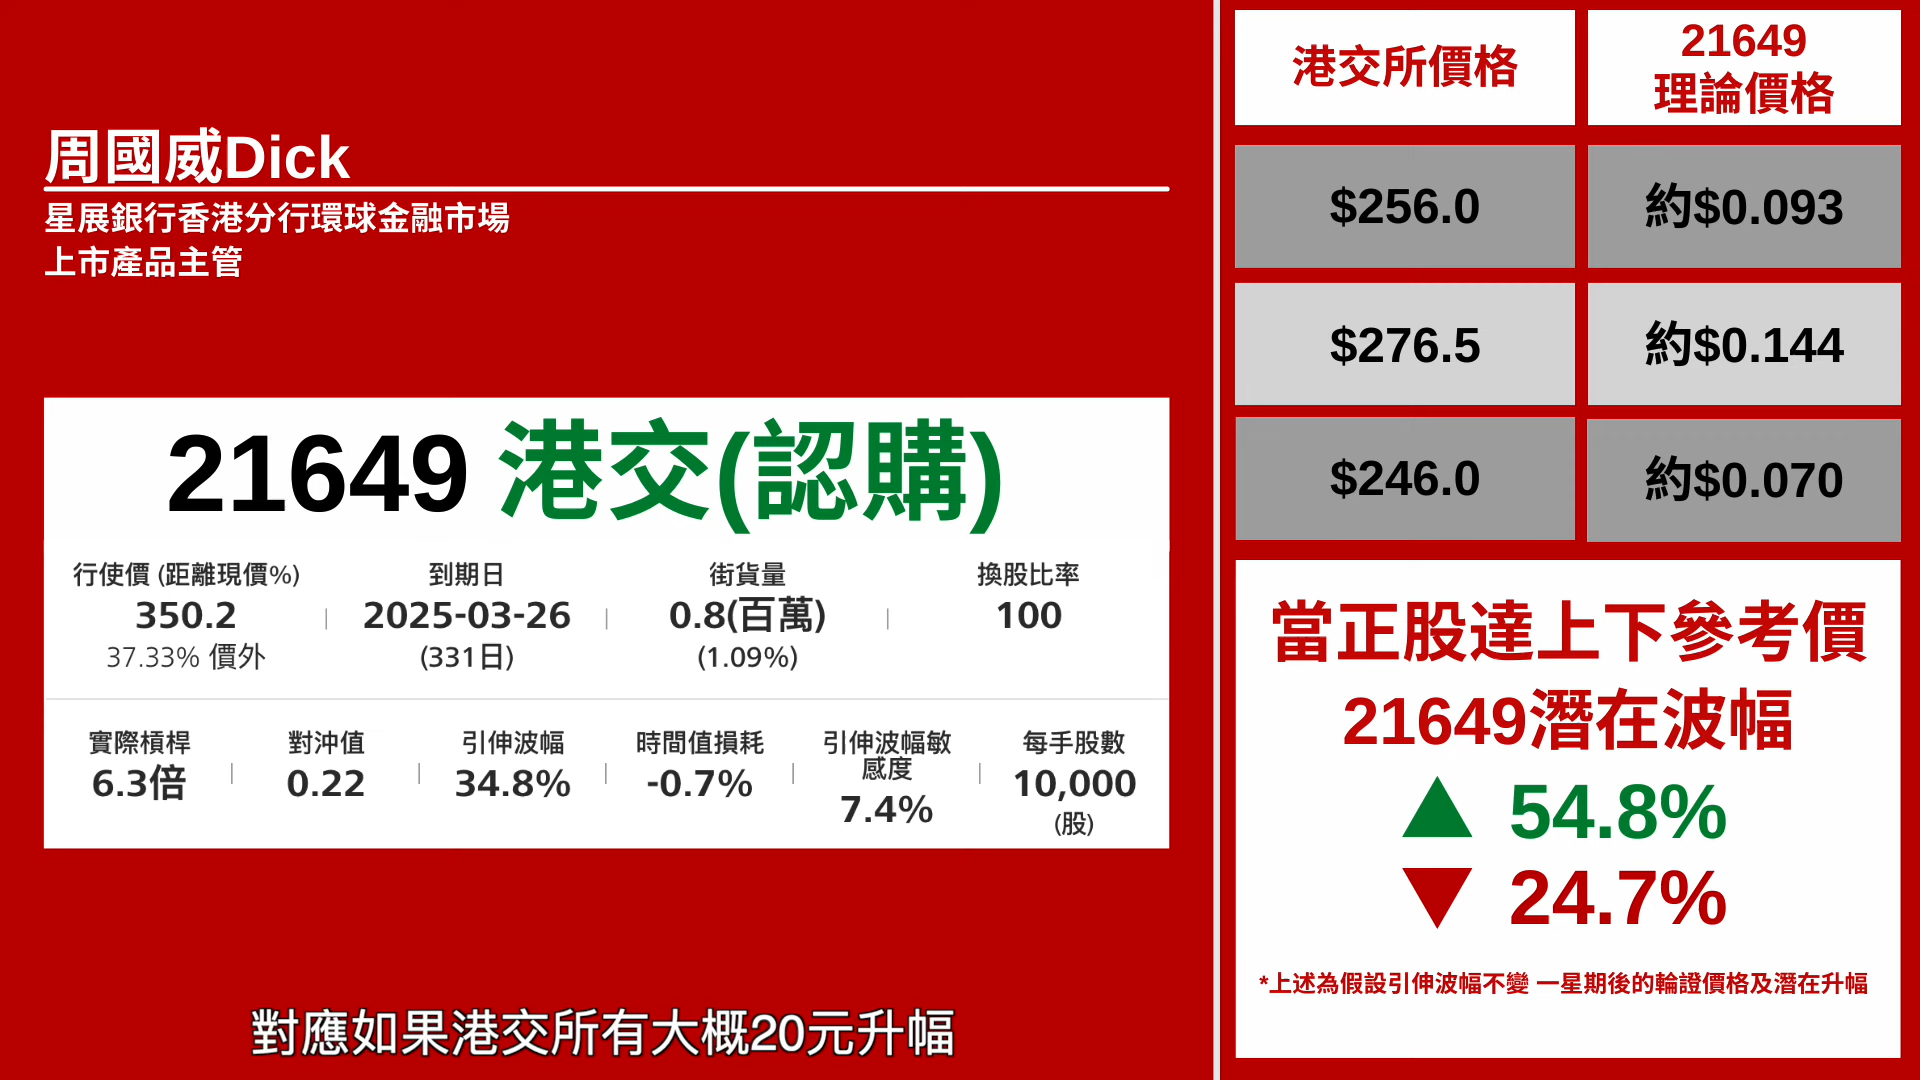 周國威Dick
星展銀行香港分行環球金融市場
上市產品主管
21649 港交(認購)
行使價 (距離現價%)
350.2
37.33% 價外
到期日
2025-03-26
(331日)
街貨量
0.8(百萬)
(1.09%)
換股比率
100
實際槓桿
6.3倍
對沖值
0.22
引伸波幅
34.8%
時間值損耗
-0.7%
引伸波幅敏
感度
7.4%
每手股數
10,000
(股)
對應如果港交所有大概20元升幅
港交所價格
21649
理論價格
$256.0
約$0.093
$276.5
約$0.144
$246.0
約$0.070
當正股達上下參考價
21649潛在波幅
▲ 54.8%
▼ 24.7%
*上述為假設引伸波幅不變 一星期後的輪證價格及潛在升幅